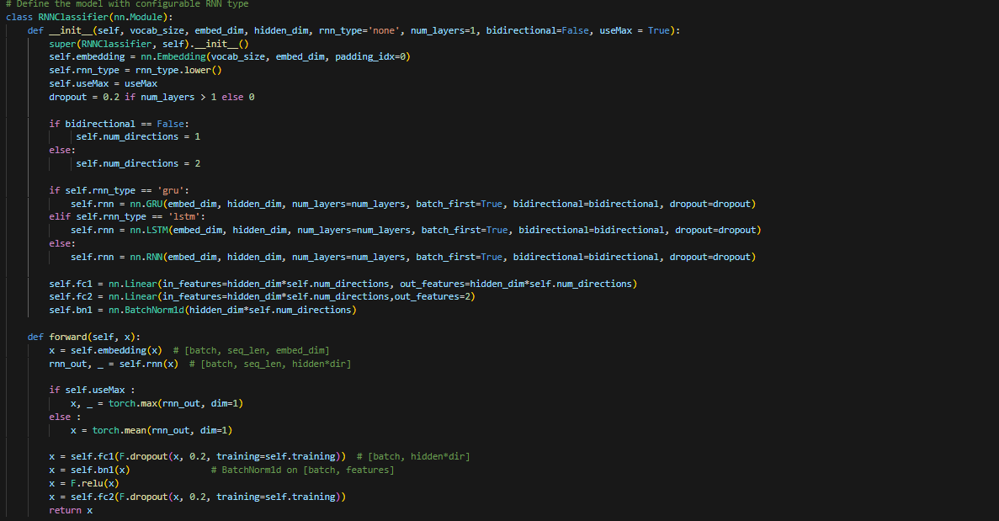 # Define the model with configurable RNN type
class RNNClassifier(nn.Module):
    def __init__(self, vocab_size, embed_dim, hidden_dim, rnn_type='none', num_layers=1, bidirectional=False, useMax = True):
        super(RNNClassifier, self).__init__()
        self.embedding = nn.Embedding(vocab_size, embed_dim, padding_idx=0)
        self.rnn_type = rnn_type.lower()
        self.useMax = useMax
        dropout = 0.2 if num_layers > 1 else 0

        if bidirectional == False:
            self.num_directions = 1
        else:
            self.num_directions = 2

        if self.rnn_type == 'gru':
            self.rnn = nn.GRU(embed_dim, hidden_dim, num_layers=num_layers, batch_first=True, bidirectional=bidirectional, dropout=dropout)
        elif self.rnn_type == 'lstm':
            self.rnn = nn.LSTM(embed_dim, hidden_dim, num_layers=num_layers, batch_first=True, bidirectional=bidirectional, dropout=dropout)
        else:
            self.rnn = nn.RNN(embed_dim, hidden_dim, num_layers=num_layers, batch_first=True, bidirectional=bidirectional, dropout=dropout)

        self.fc1 = nn.Linear(in_features=hidden_dim*self.num_directions, out_features=hidden_dim*self.num_directions)
        self.fc2 = nn.Linear(in_features=hidden_dim*self.num_directions,out_features=2)
        self.bn1 = nn.BatchNorm1d(hidden_dim*self.num_directions)

    def forward(self, x):
        x = self.embedding(x)  # [batch, seq_len, embed_dim]
        rnn_out, _ = self.rnn(x)  # [batch, seq_len, hidden*dir]

        if self.useMax :
            x, _ = torch.max(rnn_out, dim=1)
        else :
            x = torch.mean(rnn_out, dim=1)

        x = self.fc1(F.dropout(x, 0.2, training=self.training))  # [batch, hidden*dir]
        x = self.bn1(x)               # BatchNorm1d on [batch, features]
        x = F.relu(x)
        x = self.fc2(F.dropout(x, 0.2, training=self.training))
        return x